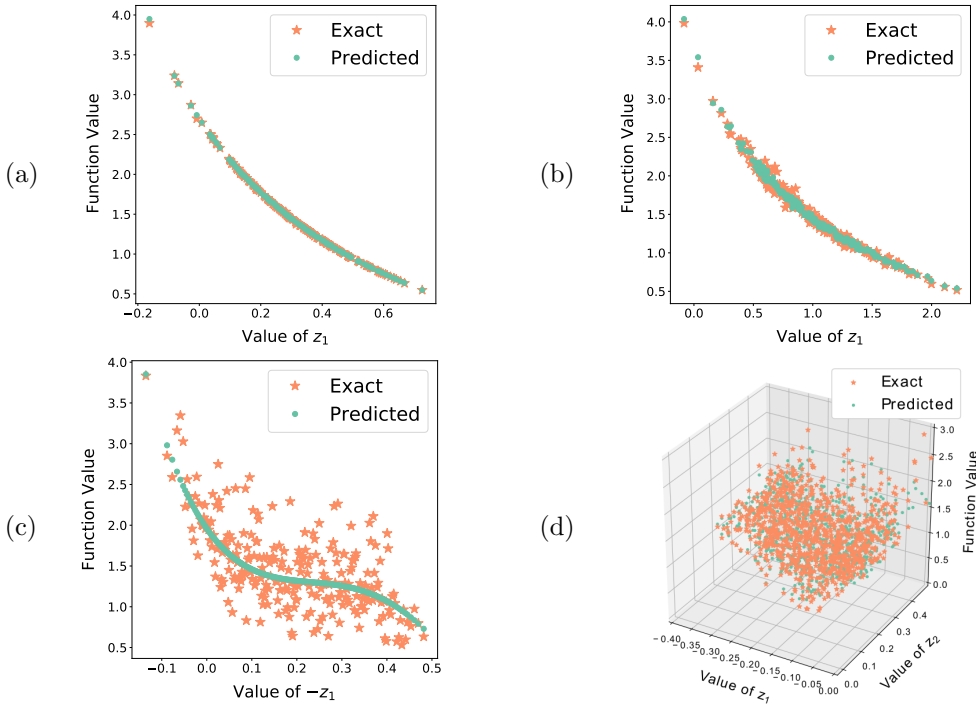 (a)
4.0
3.5
3.0
2.5
2.0
1.5
1.0
0.5
Function Value
Exact
Predicted
−0.2 0.0 0.2 0.4 0.6
Value of z1
(b)
4.0
3.5
3.0
2.5
2.0
1.5
1.0
0.5
Function Value
Exact
Predicted
0.0 0.5 1.0 1.5 2.0
Value of z1
(c)
4.0
3.5
3.0
2.5
2.0
1.5
1.0
0.5
Function Value
Exact
Predicted
−0.1 0.0 0.1 0.2 0.3 0.4 0.5
Value of −z1
(d)
Exact
Predicted
3.0
2.5
2.0
1.5
1.0
0.5
0.0
Function Value
−0.40 −0.35 −0.30 −0.25 −0.20 −0.15 −0.10 −0.05 0.00
Value of z1
0.0 0.1 0.2 0.3 0.4
Value of z2